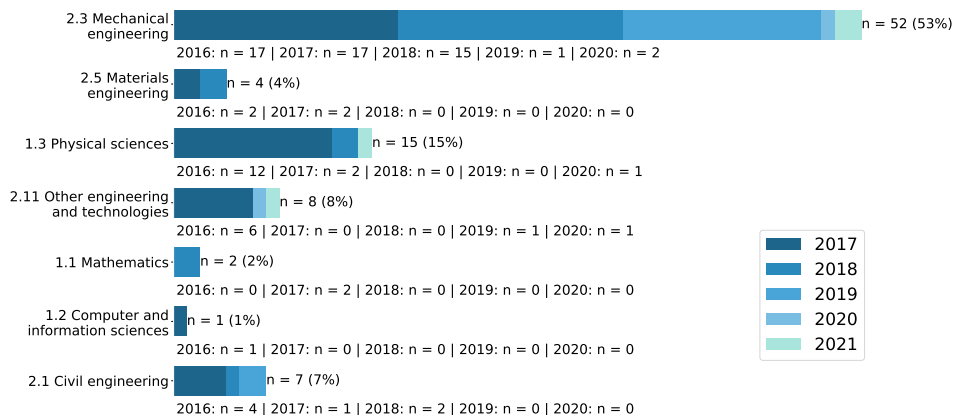 2.3 Mechanical
engineering
n = 52 (53%)
2016: n = 17 | 2017: n = 17 | 2018: n = 15 | 2019: n = 1 | 2020: n = 2
2.5 Materials
engineering
n = 4 (4%)
2016: n = 2 | 2017: n = 2 | 2018: n = 0 | 2019: n = 0 | 2020: n = 0
1.3 Physical sciences
n = 15 (15%)
2016: n = 12 | 2017: n = 2 | 2018: n = 0 | 2019: n = 0 | 2020: n = 1
2.11 Other engineering
and technologies
n = 8 (8%)
2016: n = 6 | 2017: n = 0 | 2018: n = 0 | 2019: n = 1 | 2020: n = 1
1.1 Mathematics
n = 2 (2%)
2016: n = 0 | 2017: n = 2 | 2018: n = 0 | 2019: n = 0 | 2020: n = 0
1.2 Computer and
information sciences
n = 1 (1%)
2016: n = 1 | 2017: n = 0 | 2018: n = 0 | 2019: n = 0 | 2020: n = 0
2.1 Civil engineering
n = 7 (7%)
2016: n = 4 | 2017: n = 1 | 2018: n = 2 | 2019: n = 0 | 2020: n = 0
2017
2018
2019
2020
2021